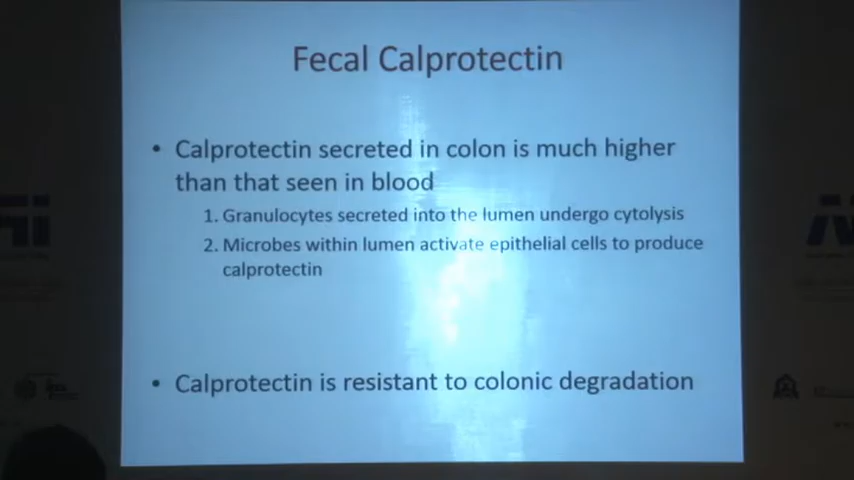 Fecal Calprotectin
• Calprotectin secreted in colon is much higher
than that seen in blood
1. Granulocytes secreted into the lumen undergo cytolysis
2. Microbes within lumen activate epithelial cells to produce
calprotectin
• Calprotectin is resistant to colonic degradation